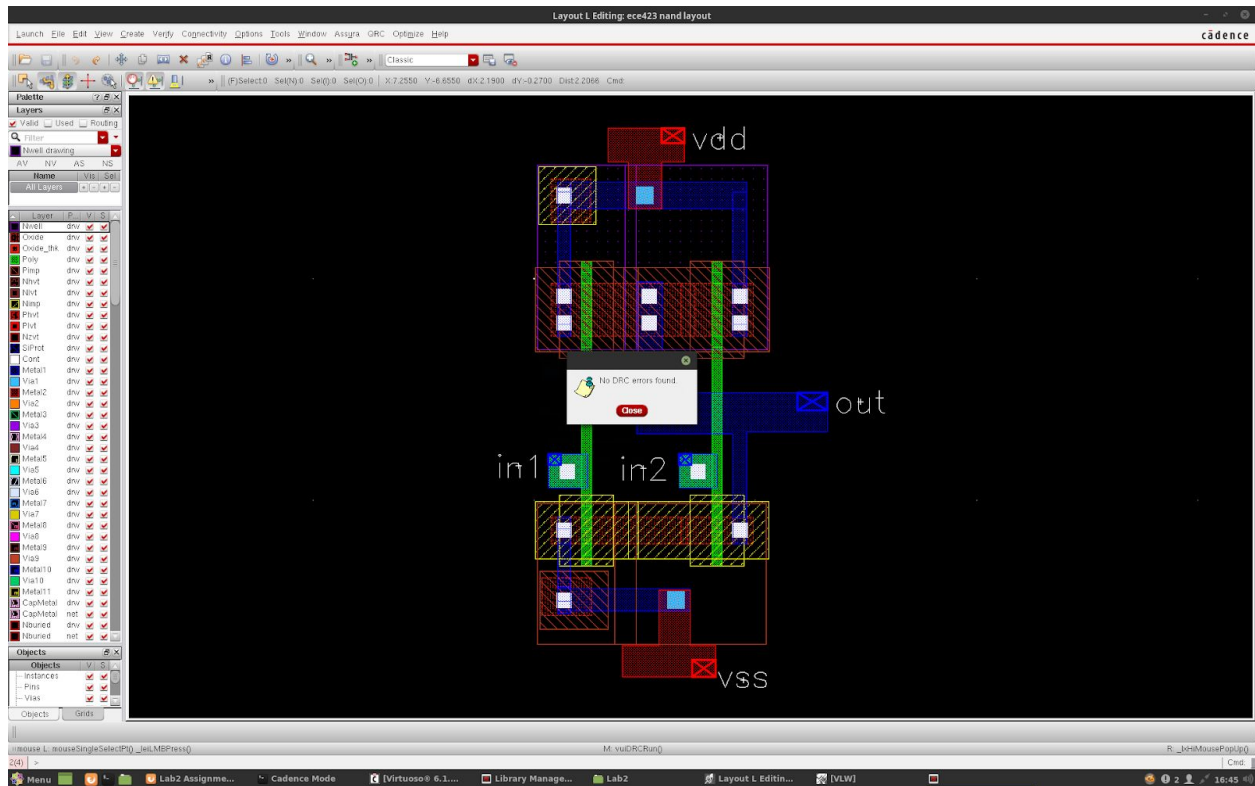 Layout L Editing: ece423 nand layout
Launch File Edit View Create Verify Connectivity Options Tools Window Assura GRC Optimize Help
cādence
Classic
(F)Select:0 Sel(N):0 Sel(I):0 Sel(O):0 X:7.2550 Y:-6.6550 dX:2.1900 dY:-0.2700 Dist:2.2066 Cmd:
Palette
Layers
Valid Used Routing
Filter
Nwell drawing
AV NV AS NS
Name Vis Sel
All Layers
Layer P... V S
Nwell drw
Oxide drw
Oxide_thk drw
Poly drw
Pimp drw
Nhvt drw
Nlvt drw
Nimp drw
Phvt drw
Plvt drw
Nzvt drw
SiProt drw
Cont drw
Metal1 drw
Via1 drw
Metal2 drw
Via2 drw
Metal3 drw
Via3 drw
Metal4 drw
Via4 drw
Metal5 drw
Via5 drw
Metal6 drw
Via6 drw
Metal7 drw
Via7 drw
Metal8 drw
Via8 drw
Metal9 drw
Via9 drw
Metal10 drw
Via10 drw
Metal11 drw
CapMetal drw
CapMetal net
Nburied drw
Nburied net
Objects
Objects V S
Instances
Pins
Vias
Objects Grids
vdd
No DRC errors found.
Close
out
in1 in2
vss
mouse L: mouseSingleSelectPt() _leiLMBPress() M: vuiDRCRun() R: _lxHiMousePopUp()
2(4) > Cmd:
Menu Lab2 Assignme... Cadence Mode [Virtuoso® 6.1.... Library Manage... Lab2 Layout L Editin... [VLW] 2 16:45